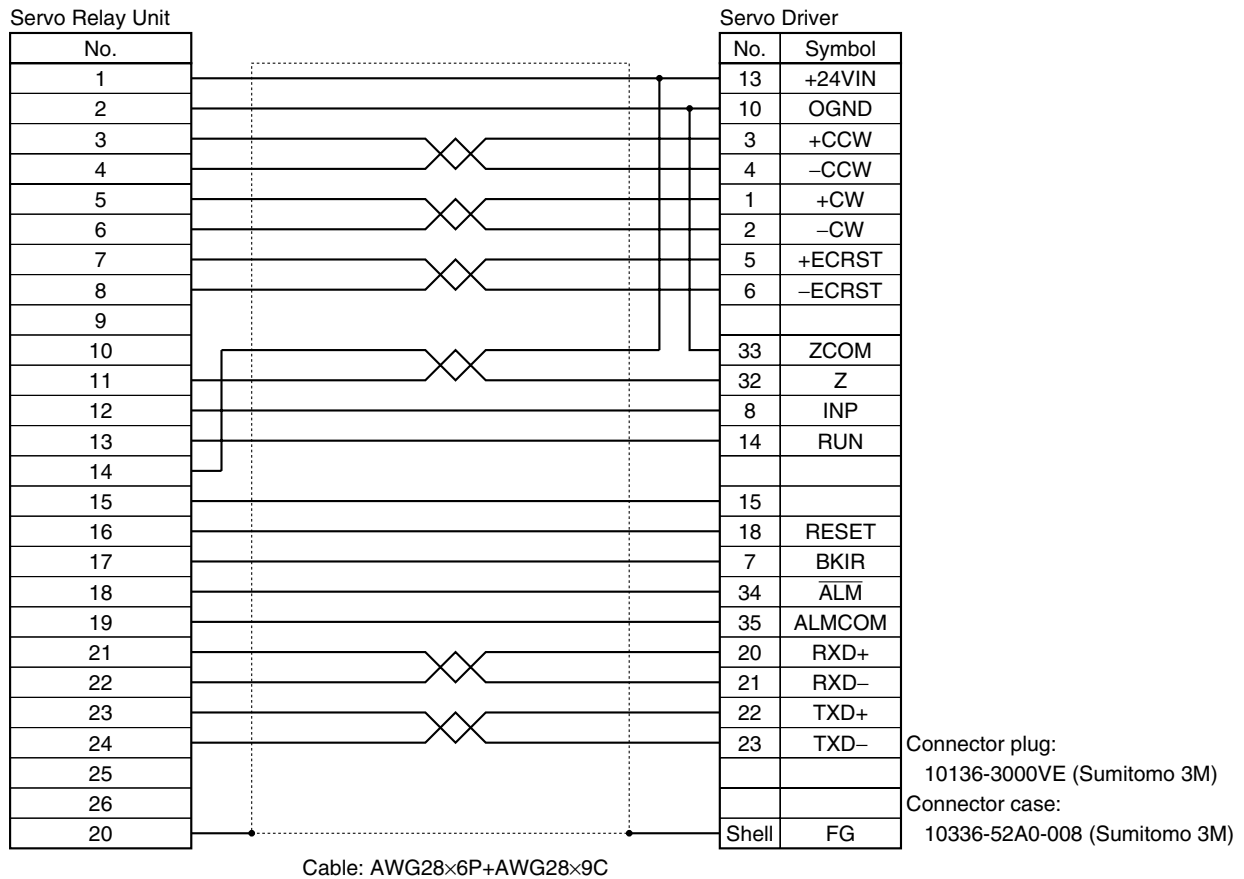 Servo Relay Unit Servo Driver
No. No. Symbol
1 13 +24VIN
2 10 OGND
3 3 +CCW
4 4 −CCW
5 1 +CW
6 2 −CW
7 5 +ECRST
8 6 −ECRST
9
10 33 ZCOM
11 32 Z
12 8 INP
13 14 RUN
14
15 15
16 18 RESET
17 7 BKIR
18 34 A̅L̅M̅
19 35 ALMCOM
21 20 RXD+
22 21 RXD−
23 22 TXD+
24 23 TXD−
25
26
20 Shell FG
Connector plug:
10136-3000VE (Sumitomo 3M)
Connector case:
10336-52A0-008 (Sumitomo 3M)
Cable: AWG28×6P+AWG28×9C